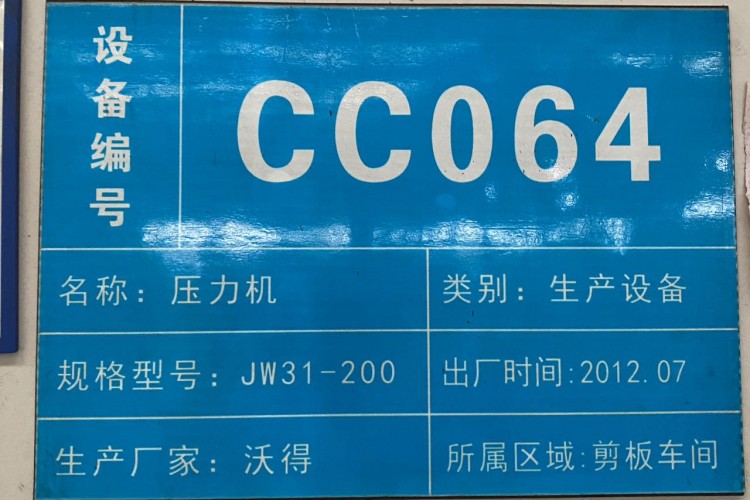 设备编号
CC064
名称：压力机
类别：生产设备
规格型号：JW31-200
出厂时间:2012.07
生产厂家：沃得
所属区域:剪板车间